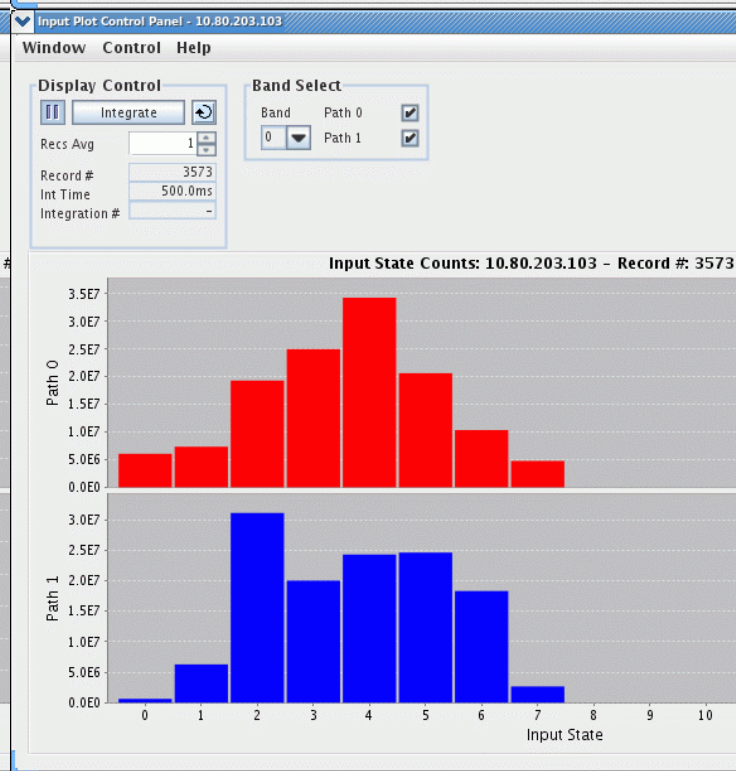 Input Plot Control Panel - 10.80.203.103
Window Control Help
Display Control
Integrate
Recs Avg 1
Record # 3573
Int Time 500.0ms
Integration # -
Band Select
Band Path 0
0 Path 1
#
Input State Counts: 10.80.203.103 - Record #: 3573
3.5E7
3.0E7
2.5E7
2.0E7
1.5E7
1.0E7
5.0E6
0.0E0
Path 0
3.0E7
2.5E7
2.0E7
1.5E7
1.0E7
5.0E6
0.0E0
Path 1
0 1 2 3 4 5 6 7 8 9 10
Input State